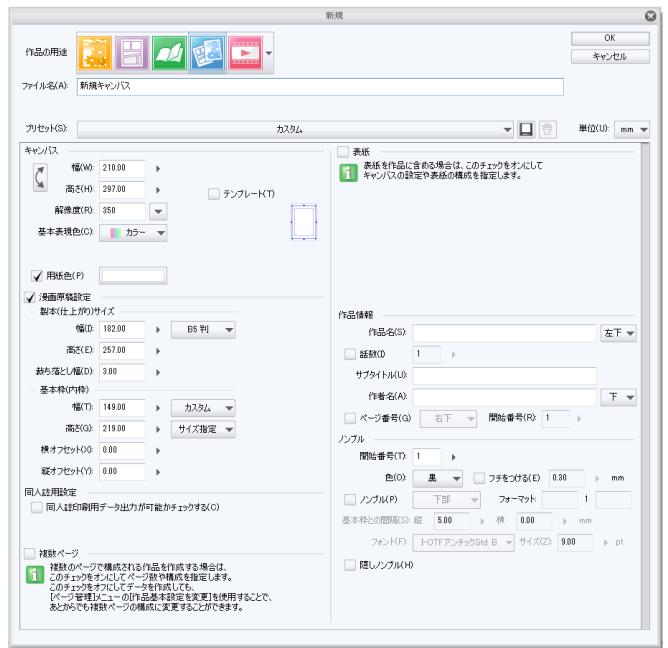 新規
作品の用途
OK
キャンセル
ファイル名(A): 新規キャンバス
プリセット(S): カスタム 単位(U): mm
キャンバス
幅(W): 210.00
高さ(H): 297.00
テンプレート(T)
解像度(R): 350
基本表現色(C): カラー
用紙色(P)
漫画原稿設定
製本(仕上がり)サイズ
幅(I): 182.00 B5 判
高さ(E): 257.00
裁ち落とし幅(D): 3.00
基本枠(内枠)
幅(T): 149.00 カスタム
高さ(G): 219.00 サイズ指定
横オフセット(X): 0.00
縦オフセット(Y): 0.00
同人誌用設定
同人誌印刷用データ出力が可能かチェックする(C)
複数ページ
複数のページで構成される作品を作成する場合は、
このチェックをオンにしてページ数や構成を指定します。
このチェックをオフにしてデータを作成しても、
[ページ管理]メニューの[作品基本設定を変更]を使用することで、
あとからでも複数ページの構成に変更することができます。
表紙
表紙を作品に含める場合は、このチェックをオンにして
キャンバスの設定や表紙の構成を指定します。
作品情報
作品名(S): 左下
話数(I) 1
サブタイトル(U):
作者名(A): 下
ページ番号(G) 右下 開始番号(R): 1
ノンブル
開始番号(T): 1
色(O): 黒 フチをつける(E) 0.30 mm
ノンブル(P) 下部 フォーマット: 1
基本枠との間隔(S): 縦 5.00 横 0.00 mm
フォント(F): I-OTFアンチックStd B サイズ(Z): 9.00 pt
隠しノンブル(H)